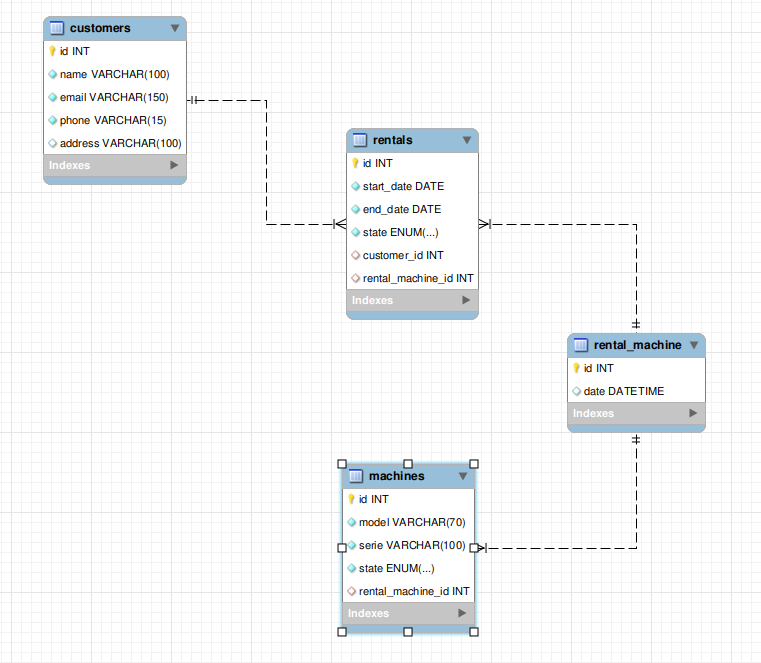 customers
id INT
name VARCHAR(100)
email VARCHAR(150)
phone VARCHAR(15)
address VARCHAR(100)
Indexes
rentals
id INT
start_date DATE
end_date DATE
state ENUM(...)
customer_id INT
rental_machine_id INT
Indexes
rental_machine
id INT
date DATETIME
Indexes
machines
id INT
model VARCHAR(70)
serie VARCHAR(100)
state ENUM(...)
rental_machine_id INT
Indexes